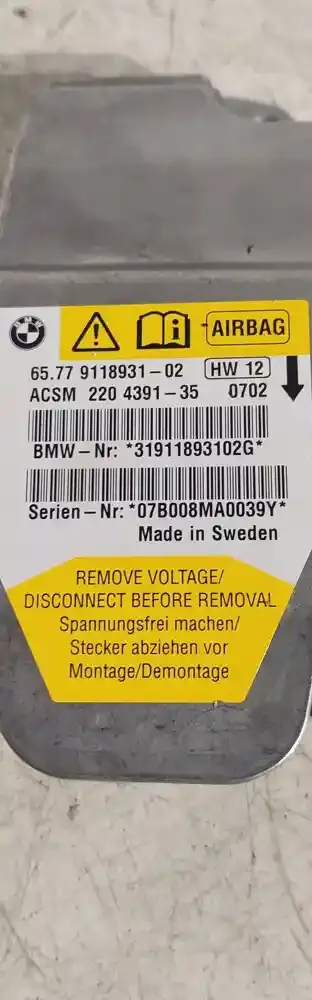 BMW
AIRBAG
65.77 9118931-02 HW 12
ACSM 220 4391-35 0702
BMW-Nr: *31911893102G*
Serien-Nr: *07B008MA0039Y*
Made in Sweden
REMOVE VOLTAGE/
DISCONNECT BEFORE REMOVAL
Spannungsfrei machen/
Stecker abziehen vor
Montage/Demontage